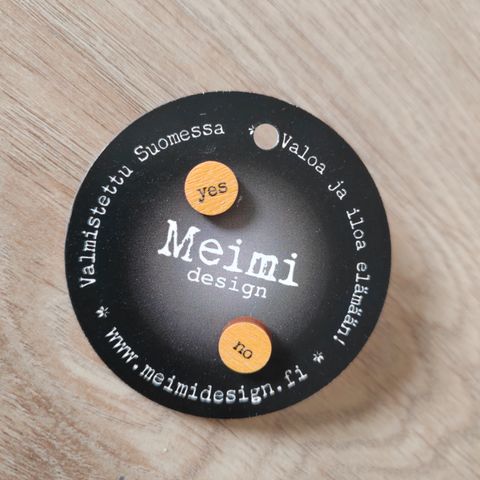 Valmistettu Suomessa * Valoa ja iloa elämään! * www.meimidesign.fi *
yes
Meimi
design
no